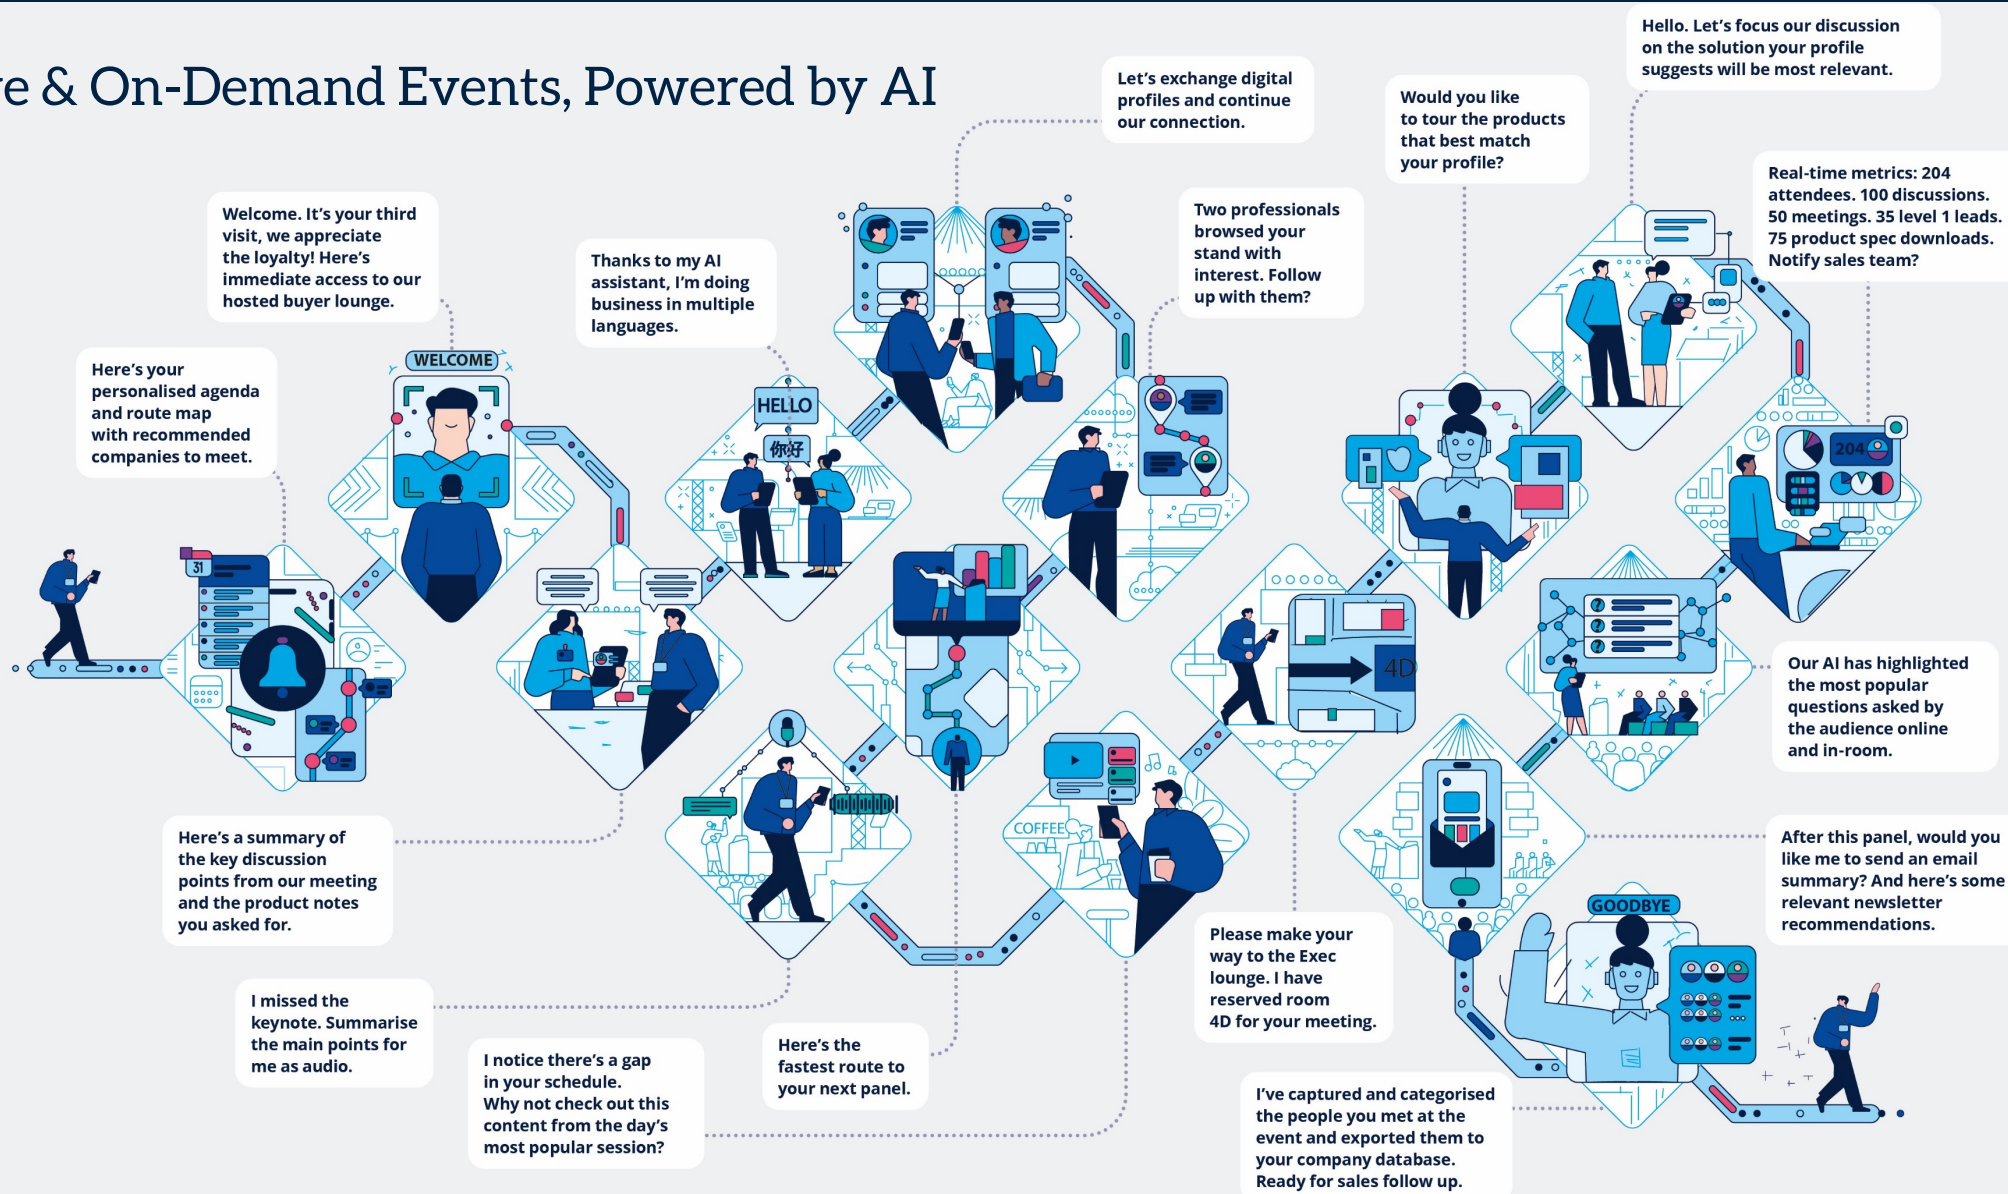 e & On-Demand Events, Powered by AI
Hello. Let's focus our discussion
on the solution your profile
suggests will be most relevant.
Let's exchange digital
profiles and continue
our connection.
Would you like
to tour the products
that best match
your profile?
Real-time metrics: 204
attendees. 100 discussions.
50 meetings. 35 level 1 leads.
75 product spec downloads.
Notify sales team?
Welcome. It's your third
visit, we appreciate
the loyalty! Here's
immediate access to our
hosted buyer lounge.
Two professionals
browsed your
stand with
interest. Follow
up with them?
Thanks to my AI
assistant, I'm doing
business in multiple
languages.
Here's your
personalised agenda
and route map
with recommended
companies to meet.
WELCOME
HELLO
你好
204
31
4D
???
COFFEE
Our AI has highlighted
the most popular
questions asked by
the audience online
and in-room.
Here's a summary of
the key discussion
points from our meeting
and the product notes
you asked for.
After this panel, would you
like me to send an email
summary? And here's some
relevant newsletter
recommendations.
GOODBYE
Please make your
way to the Exec
lounge. I have
reserved room
4D for your meeting.
I missed the
keynote. Summarise
the main points for
me as audio.
Here's the
fastest route to
your next panel.
I notice there's a gap
in your schedule.
Why not check out this
content from the day's
most popular session?
I've captured and categorised
the people you met at the
event and exported them to
your company database.
Ready for sales follow up.